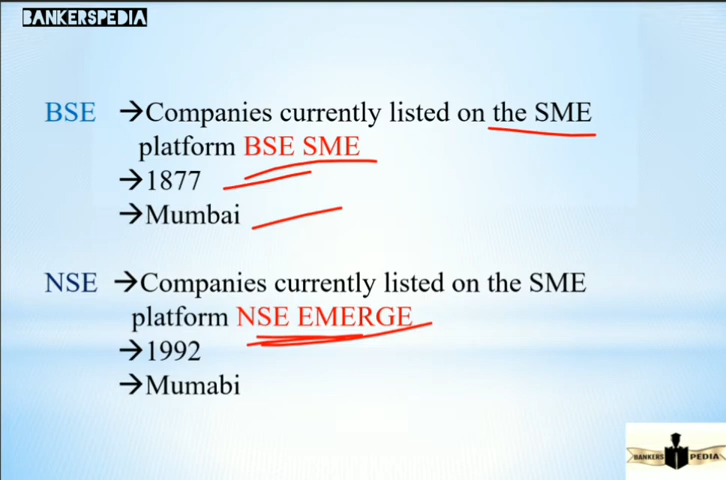 BANKERSPEDIA
BSE →Companies currently listed on the SME
platform BSE SME
→1877
→Mumbai
NSE →Companies currently listed on the SME
platform NSE EMERGE
→1992
→Mumabi
BANKERS PEDIA